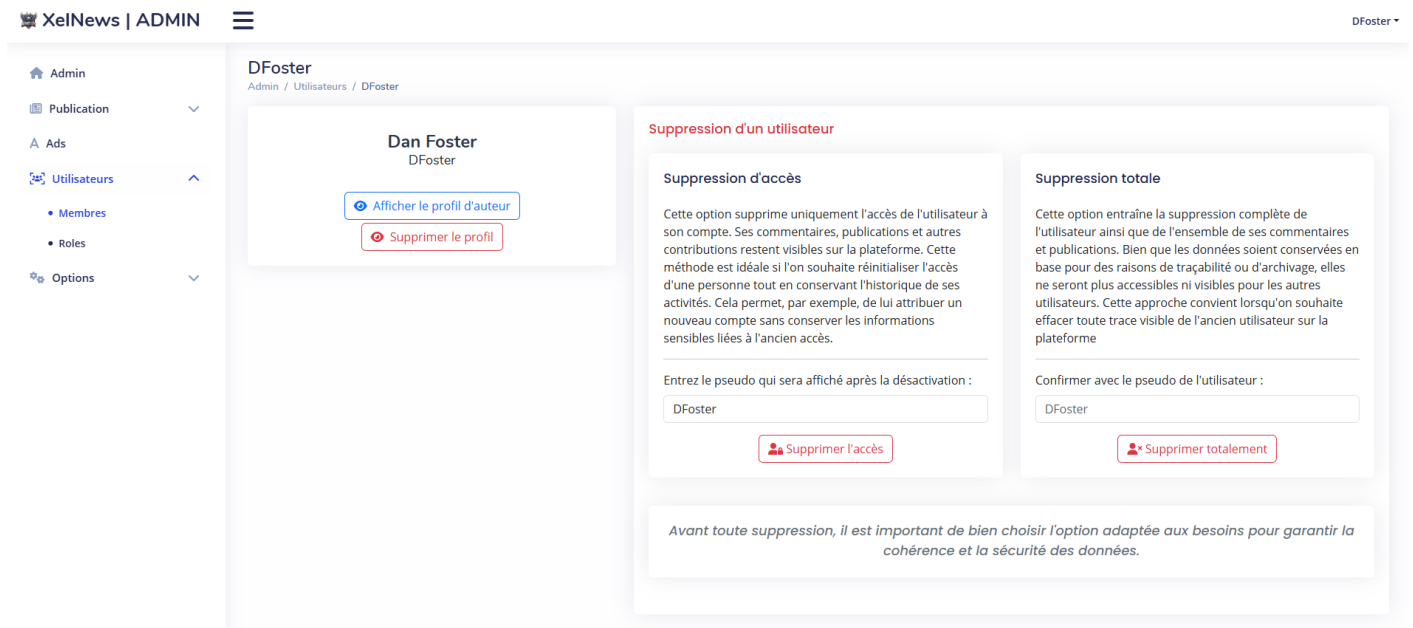 XelNews | ADMIN
DFoster
Admin
Publication
Ads
Utilisateurs
Membres
Roles
Options
DFoster
Admin / Utilisateurs / DFoster
Dan Foster
DFoster
Afficher le profil d'auteur
Supprimer le profil
Suppression d'un utilisateur
Suppression d'accès
Cette option supprime uniquement l'accès de l'utilisateur à
son compte. Ses commentaires, publications et autres
contributions restent visibles sur la plateforme. Cette
méthode est idéale si l'on souhaite réinitialiser l'accès
d'une personne tout en conservant l'historique de ses
activités. Cela permet, par exemple, de lui attribuer un
nouveau compte sans conserver les informations
sensibles liées à l'ancien accès.
Entrez le pseudo qui sera affiché après la désactivation :
DFoster
Supprimer l'accès
Suppression totale
Cette option entraîne la suppression complète de
l'utilisateur ainsi que de l'ensemble de ses commentaires
et publications. Bien que les données soient conservées en
base pour des raisons de traçabilité ou d'archivage, elles
ne seront plus accessibles ni visibles pour les autres
utilisateurs. Cette approche convient lorsqu'on souhaite
effacer toute trace visible de l'ancien utilisateur sur la
plateforme
Confirmer avec le pseudo de l'utilisateur :
DFoster
Supprimer totalement
Avant toute suppression, il est important de bien choisir l'option adaptée aux besoins pour garantir la
cohérence et la sécurité des données.